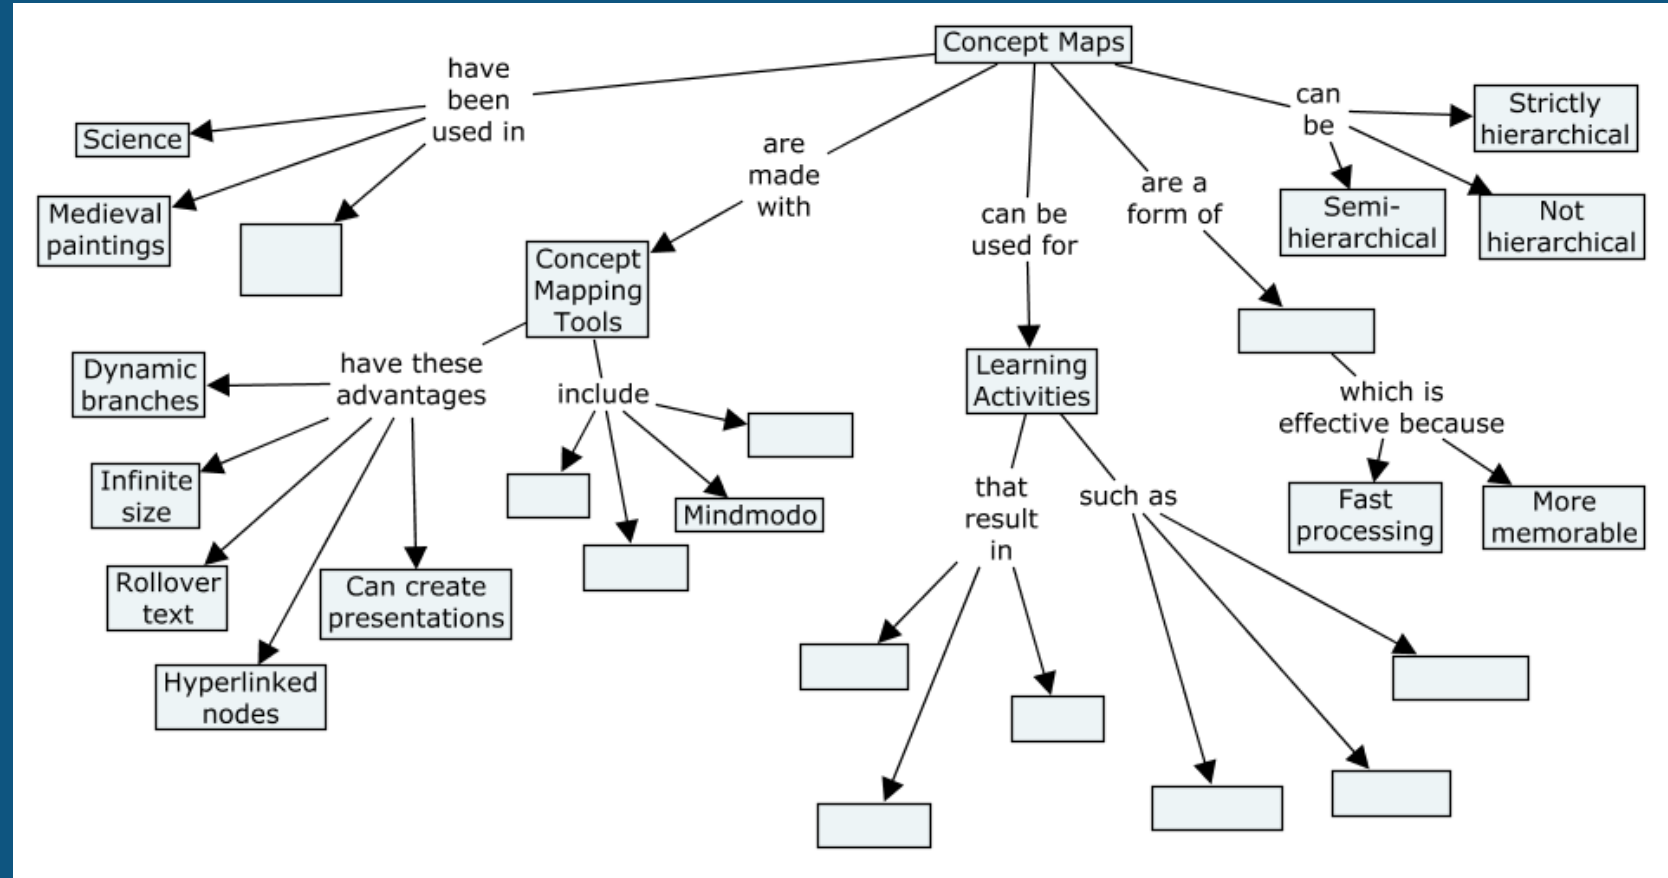 Concept Maps
have
been
used in
Science
Medieval
paintings
are
made
with
Concept
Mapping
Tools
have these
advantages
Dynamic
branches
Infinite
size
Rollover
text
Hyperlinked
nodes
Can create
presentations
include
Mindmodo
can be
used for
Learning
Activities
that
result
in
such as
are a
form of
which is
effective because
Fast
processing
More
memorable
can
be
Strictly
hierarchical
Semi-
hierarchical
Not
hierarchical